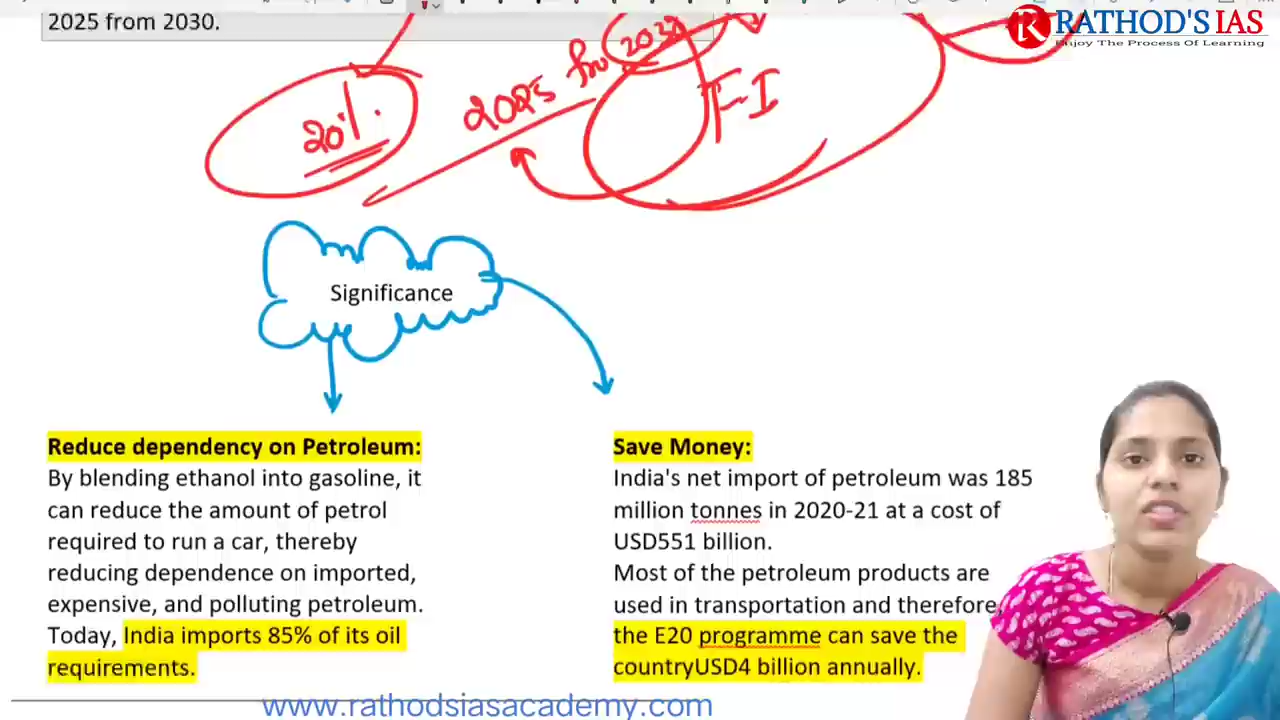 2025 from 2030.
RATHOD'S IAS
Enjoy The Process Of Learning
20%.
2025 from
Significance
Reduce dependency on Petroleum:
By blending ethanol into gasoline, it
can reduce the amount of petrol
required to run a car, thereby
reducing dependence on imported,
expensive, and polluting petroleum.
Today, India imports 85% of its oil
requirements.
Save Money:
India's net import of petroleum was 185
million tonnes in 2020-21 at a cost of
USD551 billion.
Most of the petroleum products are
used in transportation and therefore,
the E20 programme can save the
countryUSD4 billion annually.
www.rathodsiasacademy.com